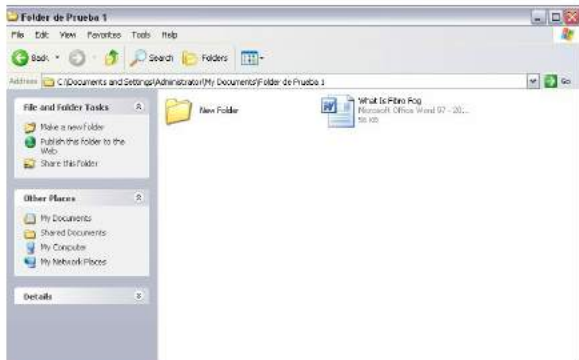 Folder de Prueba 1
File Edit View Favorites Tools Help
Back Search Folders
Address C:\Documents and Settings\Administrator\My Documents\Folder de Prueba 1 Go
File and Folder Tasks
Make a new folder
Publish this folder to the
Web
Share this folder
Other Places
My Documents
Shared Documents
My Computer
My Network Places
Details
New Folder
What Is Fibro Fog
Microsoft Office Word 97 - 20...
56 KB